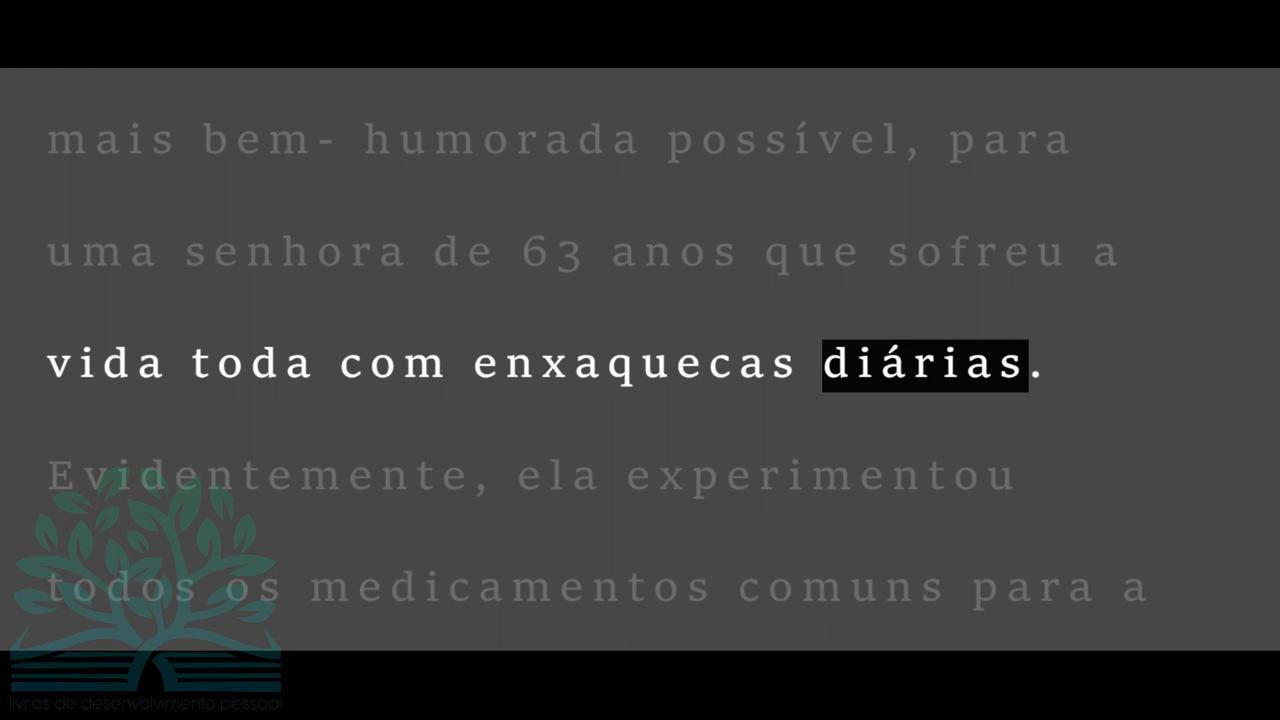 mais bem- humorada possível, para
uma senhora de 63 anos que sofreu a
vida toda com enxaquecas diárias.
Evidentemente, ela experimentou
todos os medicamentos comuns para a
livros de desenvolvimento pessoal